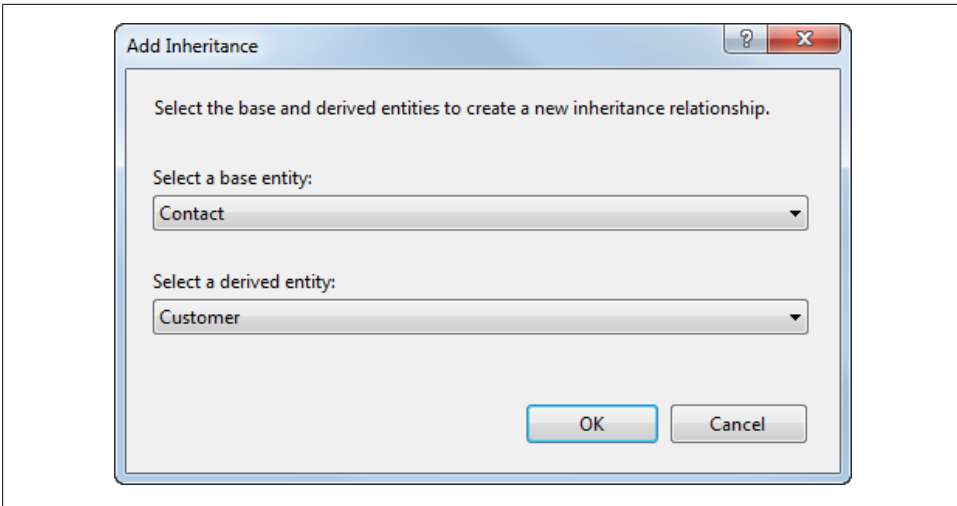 Add Inheritance
Select the base and derived entities to create a new inheritance relationship.
Select a base entity:
Contact
Select a derived entity:
Customer
OK Cancel